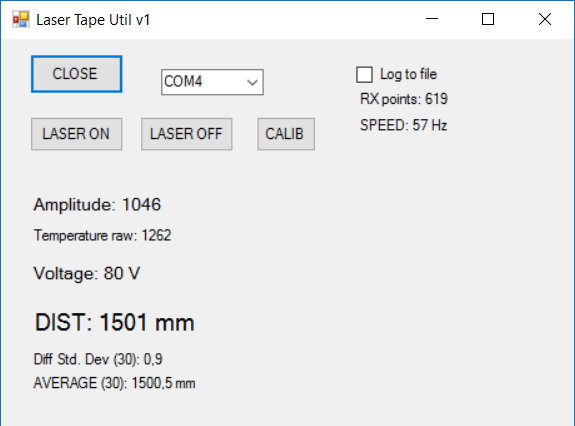 Laser Tape Util v1
CLOSE
COM4
Log to file
RX points: 619
SPEED: 57 Hz
LASER ON
LASER OFF
CALIB
Amplitude: 1046
Temperature raw: 1262
Voltage: 80 V
DIST: 1501 mm
Diff Std. Dev (30): 0,9
AVERAGE (30): 1500,5 mm